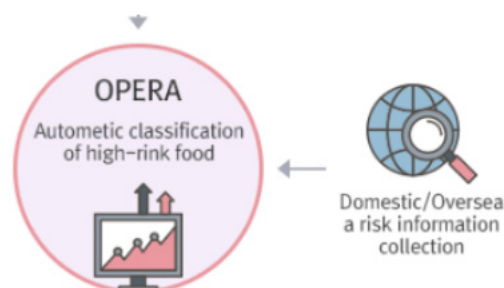 OPERA
Autometic classification
of high-rink food
Domestic/Oversea
a risk information
collection